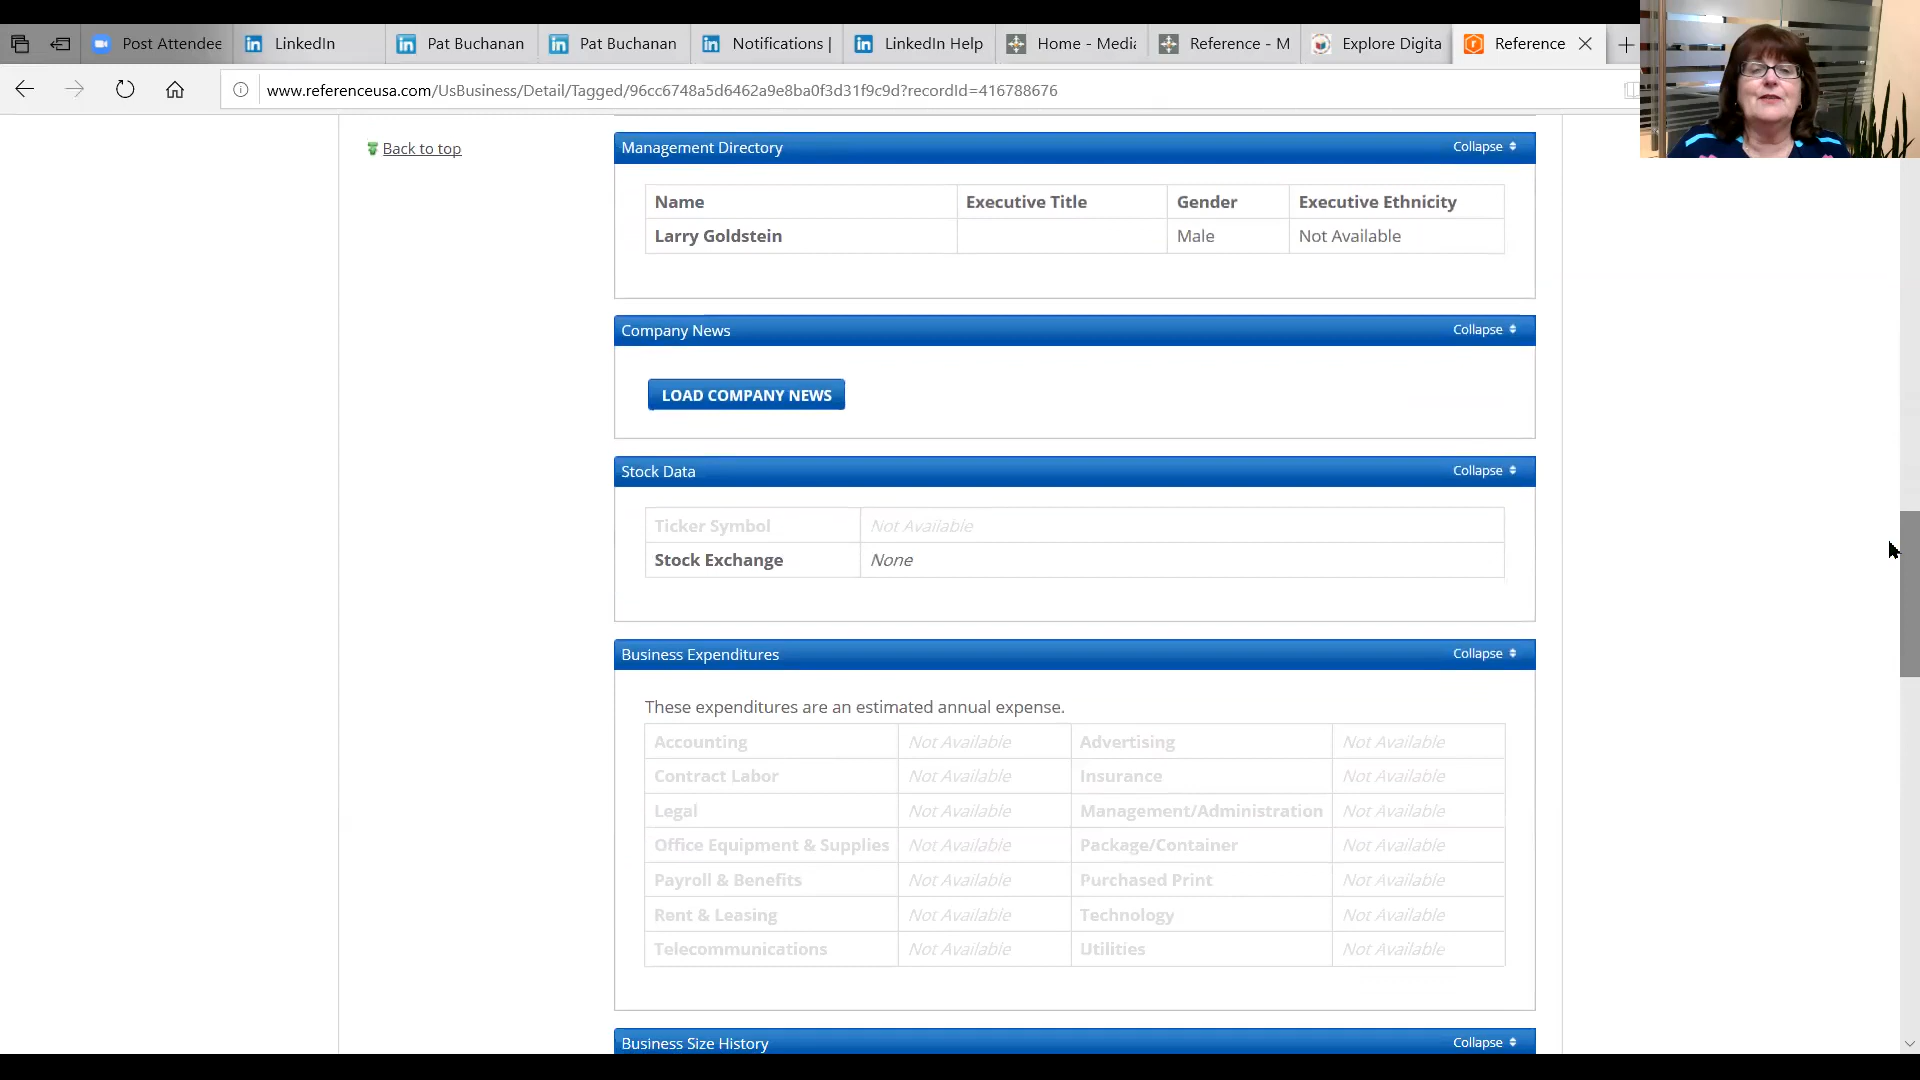 Post Attendee
LinkedIn
Pat Buchanan
Pat Buchanan
Notifications |
LinkedIn Help
Home - Media
Reference - M
Explore Digita
Reference
www.referenceusa.com/UsBusiness/Detail/Tagged/96cc6748a5d6462a9e8ba0f3d31f9c9d?recordId=416788676
Back to top
Management Directory Collapse
Name Executive Title Gender Executive Ethnicity
Larry Goldstein Male Not Available
Company News Collapse
LOAD COMPANY NEWS
Stock Data Collapse
Ticker Symbol Not Available
Stock Exchange None
Business Expenditures Collapse
These expenditures are an estimated annual expense.
Accounting Not Available Advertising Not Available
Contract Labor Not Available Insurance Not Available
Legal Not Available Management/Administration Not Available
Office Equipment & Supplies Not Available Package/Container Not Available
Payroll & Benefits Not Available Purchased Print Not Available
Rent & Leasing Not Available Technology Not Available
Telecommunications Not Available Utilities Not Available
Business Size History Collapse